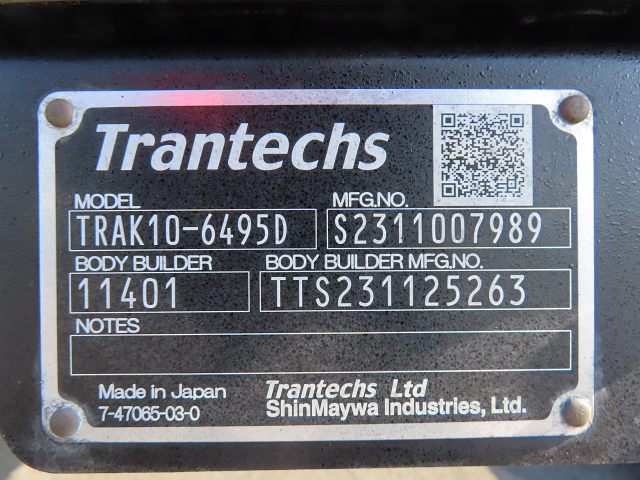 Trantechs
MODEL MFG.NO.
TRAK10-6495D S2311007989
BODY BUILDER BODY BUILDER MFG.NO.
11401 TTS231125263
NOTES
Made in Japan Trantechs Ltd
7-47065-03-0 ShinMaywa Industries, Ltd.